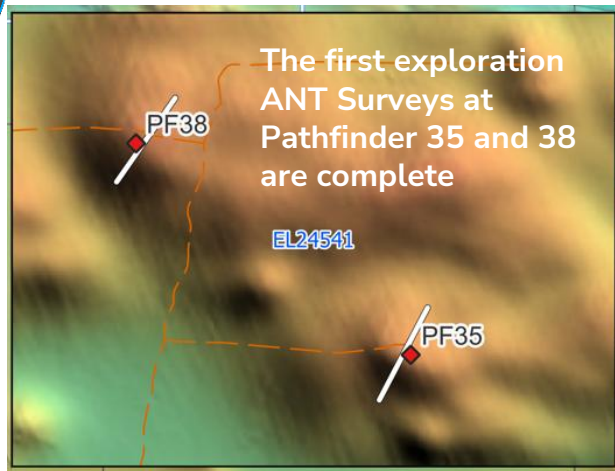 The first exploration
ANT Surveys at
Pathfinder 35 and 38
are complete
PF38
EL24541
PF35